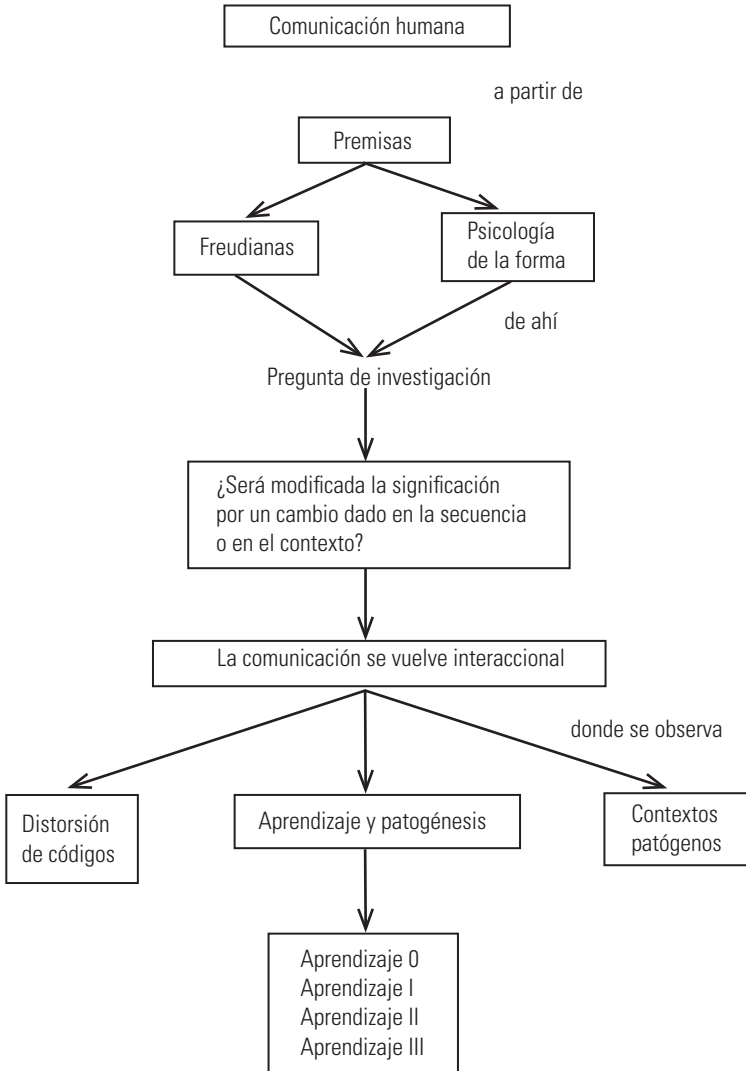 Comunicación humana
a partir de
Premisas
Freudianas
Psicología
de la forma
de ahí
Pregunta de investigación
¿Será modificada la significación
por un cambio dado en la secuencia
o en el contexto?
La comunicación se vuelve interaccional
donde se observa
Distorsión
de códigos
Aprendizaje y patogénesis
Contextos
patógenos
Aprendizaje 0
Aprendizaje I
Aprendizaje II
Aprendizaje III